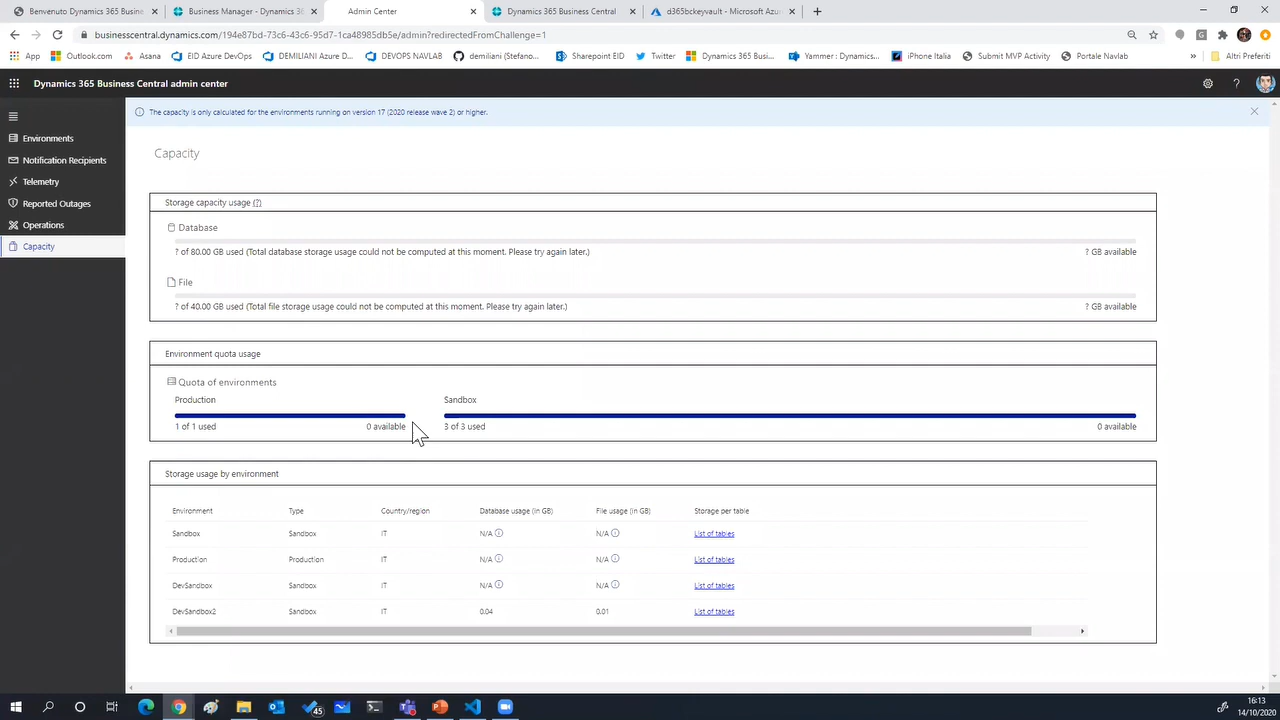 Benvenuto Dynamics 365 Busine
Business Manager - Dynamics 36
Admin Center
Dynamics 365 Business Central
d365bckeyvault - Microsoft Azu
businesscentral.dynamics.com/194e87bd-73c6-43c6-95d7-1ca48985db5e/admin?redirectedFromChallenge=1
App
Outlook.com
Asana
EID Azure DevOps
DEMILIANI Azure D...
DEVOPS NAVLAB
demiliani (Stefano...
Sharepoint EID
Twitter
Dynamics 365 Busi...
Yammer : Dynamics...
iPhone Italia
Submit MVP Activity
Portale Navlab
»
Altri Preferiti
Dynamics 365 Business Central admin center
?
Environments
Notification Recipients
Telemetry
Reported Outages
Operations
Capacity
The capacity is only calculated for the environments running on version 17 (2020 release wave 2) or higher.
Capacity
Storage capacity usage (?)
Database
? of 80.00 GB used (Total database storage usage could not be computed at this moment. Please try again later.)
? GB available
File
? of 40.00 GB used (Total file storage usage could not be computed at this moment. Please try again later.)
? GB available
Environment quota usage
Quota of environments
Production
Sandbox
1 of 1 used
0 available
3 of 3 used
0 available
Storage usage by environment
Environment Type Country/region Database usage (in GB) File usage (in GB) Storage per table
Sandbox Sandbox IT N/A N/A List of tables
Production Production IT N/A N/A List of tables
DevSandbox Sandbox IT N/A N/A List of tables
DevSandbox2 Sandbox IT 0.04 0.01 List of tables
45
16:13
14/10/2020